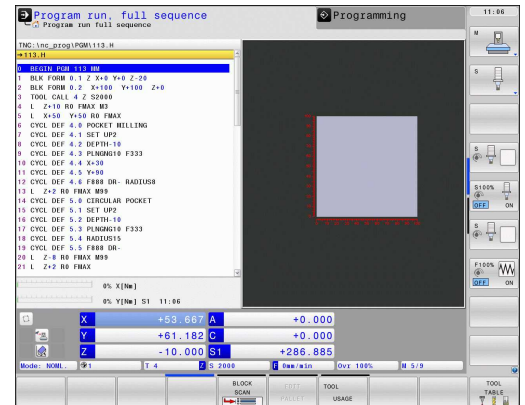 Program run, full sequence
Program run full sequence
Programming
11:06
TNC:\nc_prog\PGM\113.H
→113.H
0 BEGIN PGM 113 MM
1 BLK FORM 0.1 Z X+0 Y+0 Z-20
2 BLK FORM 0.2 X+100 Y+100 Z+0
3 TOOL CALL 4 Z S2000
4 L Z+10 R0 FMAX M3
5 L X+50 Y+50 R0 FMAX
6 CYCL DEF 4.0 POCKET MILLING
7 CYCL DEF 4.1 SET UP2
8 CYCL DEF 4.2 DEPTH-10
9 CYCL DEF 4.3 PLNGNG10 F333
10 CYCL DEF 4.4 X+30
11 CYCL DEF 4.5 Y+90
12 CYCL DEF 4.6 F888 DR- RADIUS8
13 L Z+2 R0 FMAX M99
14 CYCL DEF 5.0 CIRCULAR POCKET
15 CYCL DEF 5.1 SET UP2
16 CYCL DEF 5.2 DEPTH-10
17 CYCL DEF 5.3 PLNGNG10 F333
18 CYCL DEF 5.4 RADIUS15
19 CYCL DEF 5.5 F888 DR-
20 L Z-8 R0 FMAX M99
21 L Z+2 R0 FMAX
0% X[Nm]
0% Y[Nm] S1 11:06
X +53.667 A +0.000
Y +61.182 C +0.000
Z -10.000 S1 +286.885
Mode: NOML. 1 T 4 Z S 2000 F 0mm/min Ovr 100% M 5/9
M
S
S
S100%
OFF ON
S
F100%
OFF ON
BLOCK SCAN
EDIT PALLET
TOOL USAGE
TOOL TABLE